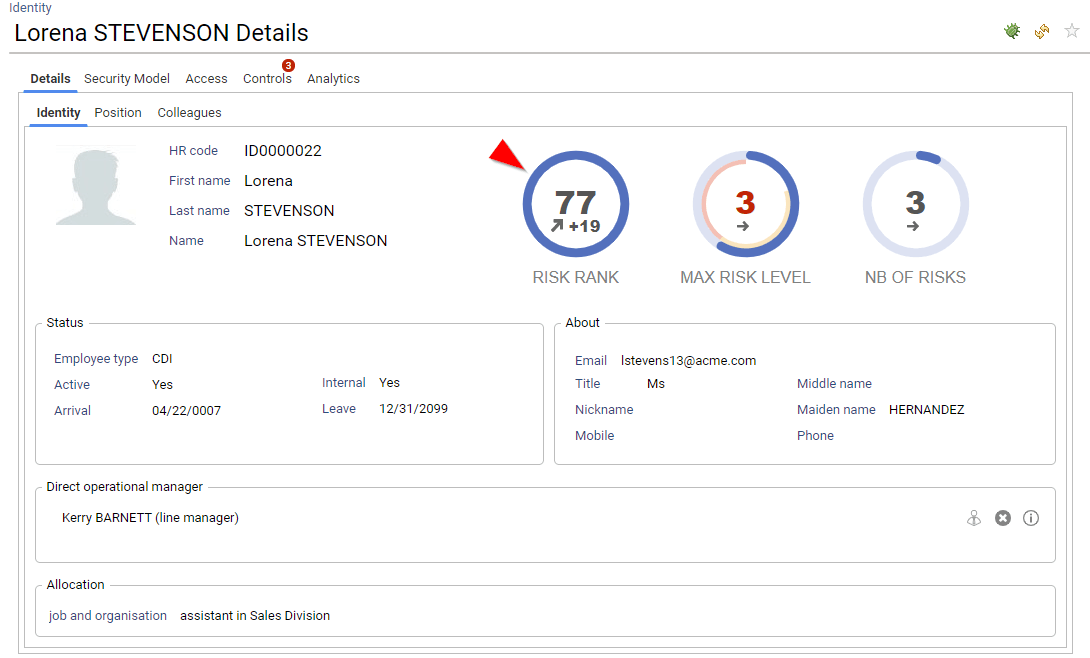 Identity
Lorena STEVENSON Details
3
Details Security Model Access Controls Analytics
Identity Position Colleagues
HR code ID0000022
First name Lorena
Last name STEVENSON
Name Lorena STEVENSON
77
+19
RISK RANK
3
MAX RISK LEVEL
3
NB OF RISKS
Status
Employee type CDI
Active Yes Internal Yes
Arrival 04/22/0007 Leave 12/31/2099
About
Email lstevens13@acme.com
Title Ms Middle name
Nickname Maiden name HERNANDEZ
Mobile Phone
Direct operational manager
Kerry BARNETT (line manager)
Allocation
job and organisation assistant in Sales Division